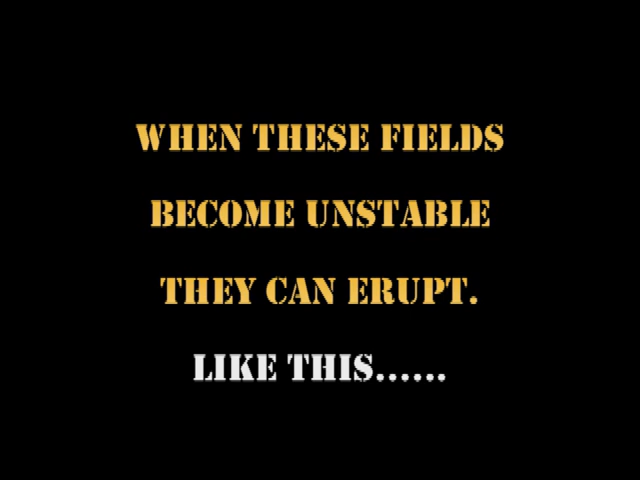 WHEN THESE FIELDS
BECOME UNSTABLE
THEY CAN ERUPT.
LIKE THIS......